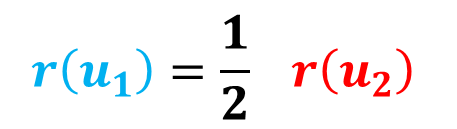 r(u₁) = 1/2 r(u₂)